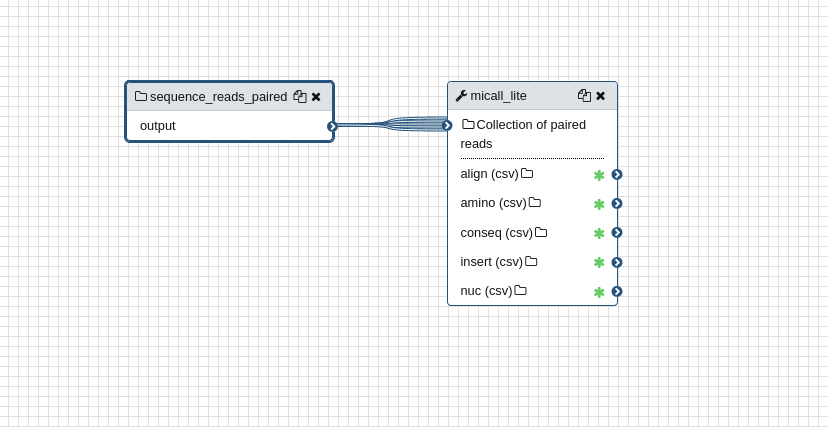 sequence_reads_paired
output
micall_lite
Collection of paired
reads
align (csv)
amino (csv)
conseq (csv)
insert (csv)
nuc (csv)